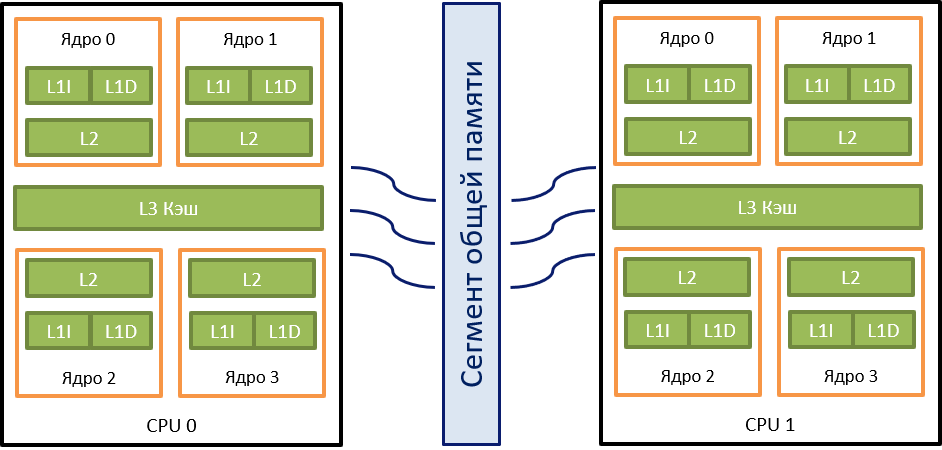 Ядро 0
Ядро 1
L1I L1D
L1I L1D
L2
L2
L3 Кэш
L2
L2
L1I L1D
L1I L1D
Ядро 2
Ядро 3
CPU 0
Сегмент общей памяти
Ядро 0
Ядро 1
L1I L1D
L1I L1D
L2
L2
L3 Кэш
L2
L2
L1I L1D
L1I L1D
Ядро 2
Ядро 3
CPU 1